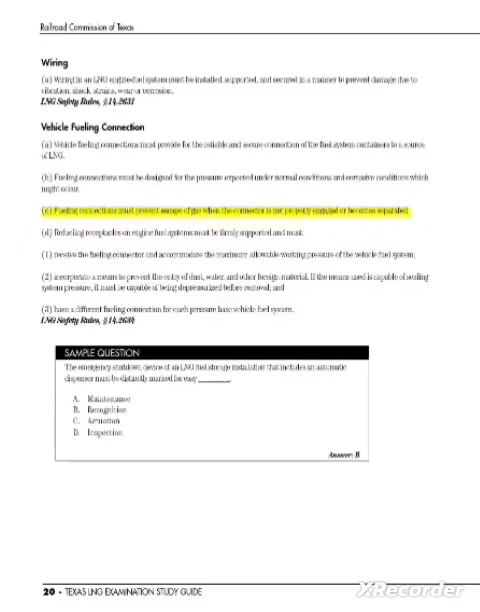 Railroad Commission of Texas
Wiring
(a) Wiring in an LNG engine-fuel system must be installed, supported, and secured in a manner to prevent damage due to
vibration, shock, strains, wear or corrosion.
LNG Safety Rules, §14.2631
Vehicle Fueling Connection
(a) Vehicle fueling connections must provide for the reliable and secure connection of the fuel system containers to a source
of LNG.
(b) Fueling connections must be designed for the pressure expected under normal conditions and corrosive conditions which
might occur.
(c) Fueling connections must prevent escape of gas when the connector is not properly engaged or becomes separated.
(d) Refueling receptacles on engine fuel systems must be firmly supported and must:
(1) receive the fueling connector and accommodate the maximum allowable working pressure of the vehicle fuel system;
(2) incorporate a means to prevent the entry of dust, water, and other foreign material. If the means used is capable of sealing
system pressure, it must be capable of being depressurized before removal; and
(3) have a different fueling connection for each pressure base vehicle fuel system.
LNG Safety Rules, §14.2634
SAMPLE QUESTION
The emergency shutdown device at an LNG fuel storage installation that includes an automatic
dispenser must be distinctly marked for easy ________.
A. Maintenance
B. Recognition
C. Actuation
D. Inspection
Answer: B
20 • TEXAS LNG EXAMINATION STUDY GUIDE
XRecorder